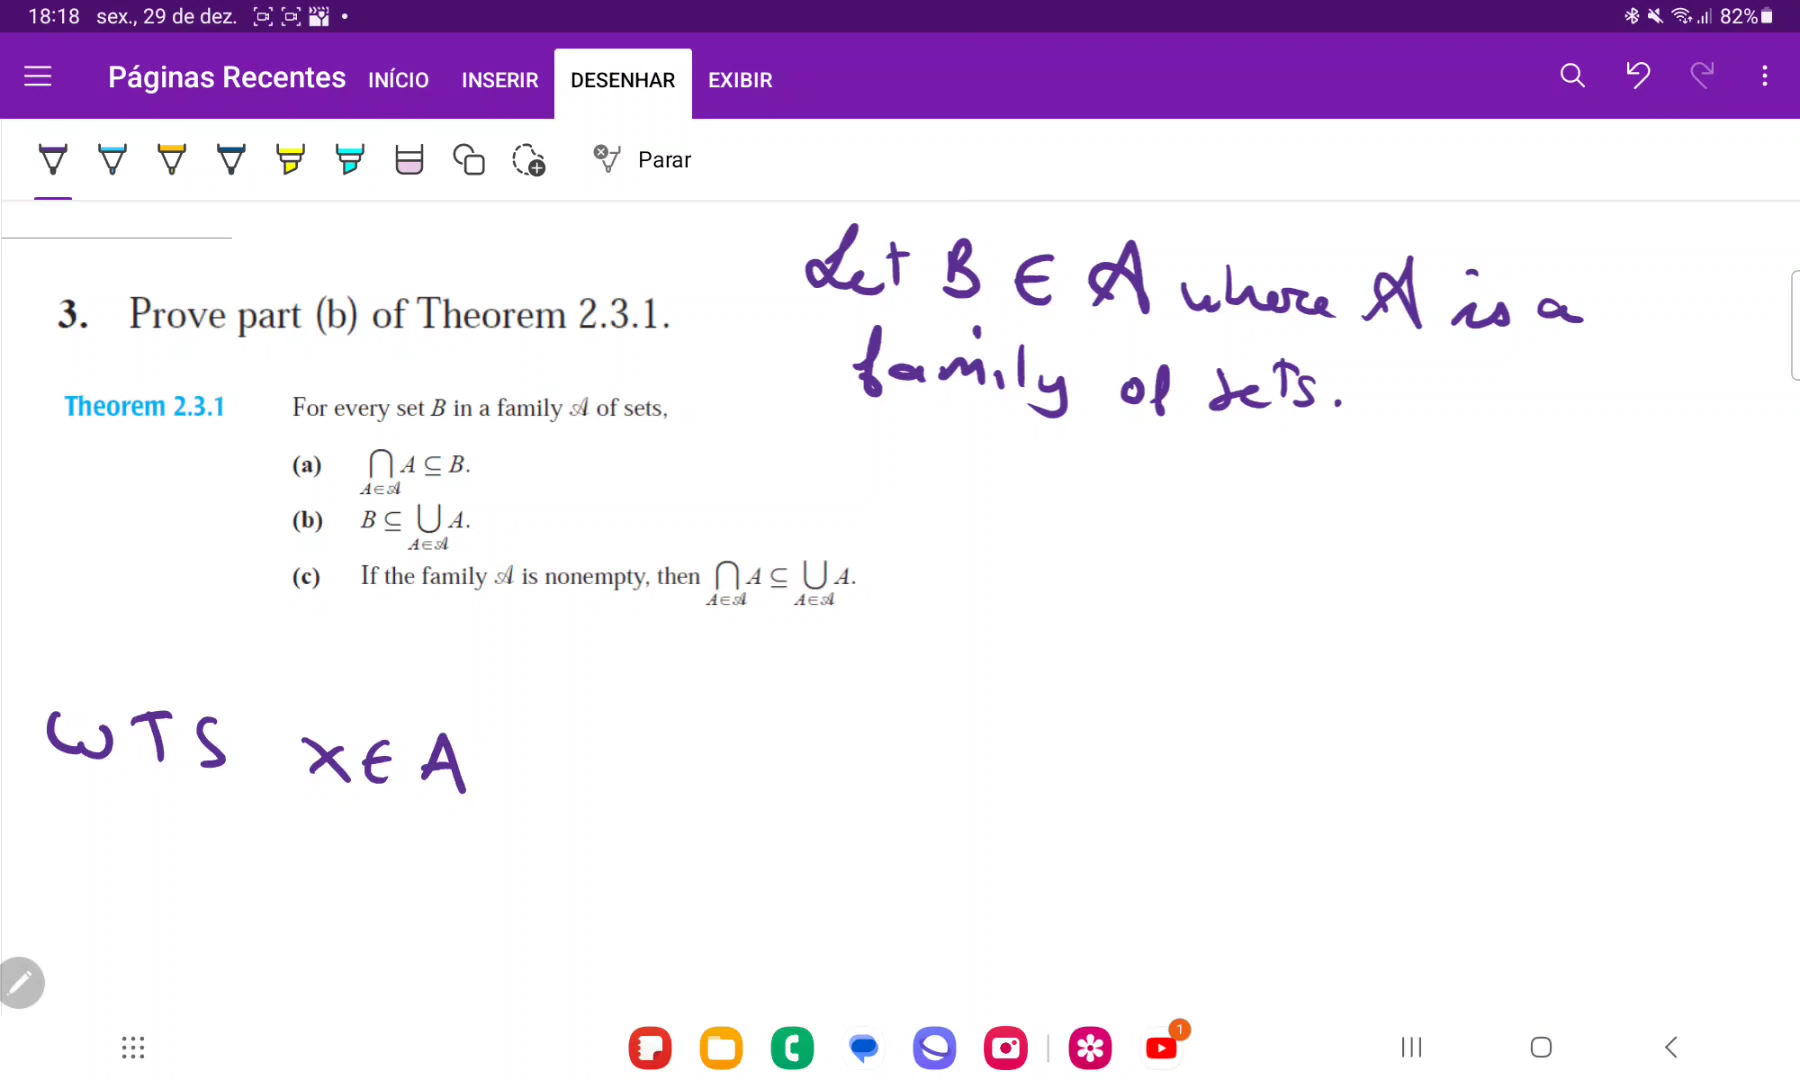 18:18 sex., 29 de dez. • 82%
Páginas Recentes INÍCIO INSERIR DESENHAR EXIBIR
Parar
Let B ∈ 𝒜 where 𝒜 is a
family of sets.
3. Prove part (b) of Theorem 2.3.1.
Theorem 2.3.1 For every set B in a family 𝒜 of sets,
(a) ⋂ A ⊆ B.
A∈𝒜
(b) B ⊆ ⋃ A.
A∈𝒜
(c) If the family 𝒜 is nonempty, then ⋂ A ⊆ ⋃ A.
A∈𝒜 A∈𝒜
WTS x ∈ A
1